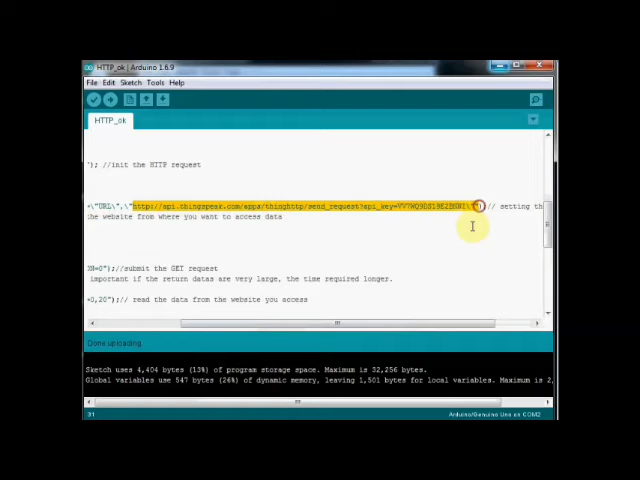 HTTP_ok | Arduino 1.6.9
File Edit Sketch Tools Help
HTTP_ok
"); //init the HTTP request
=\"URL\",\"http://api.thingspeak.com/apps/thinghttp/send_request?api_key= // setting th
the website from where you want to access data
ON=0");//submit the GET request
important if the return datas are very large, the time required longer.
=0,20");// read the data from the website you access
Done uploading.
Sketch uses 4,404 bytes (13%) of program storage space. Maximum is 32,256 bytes.
Global variables use 547 bytes (26%) of dynamic memory, leaving 1,501 bytes for local variables. Maximum is 2,
31
Arduino/Genuino Uno on COM2